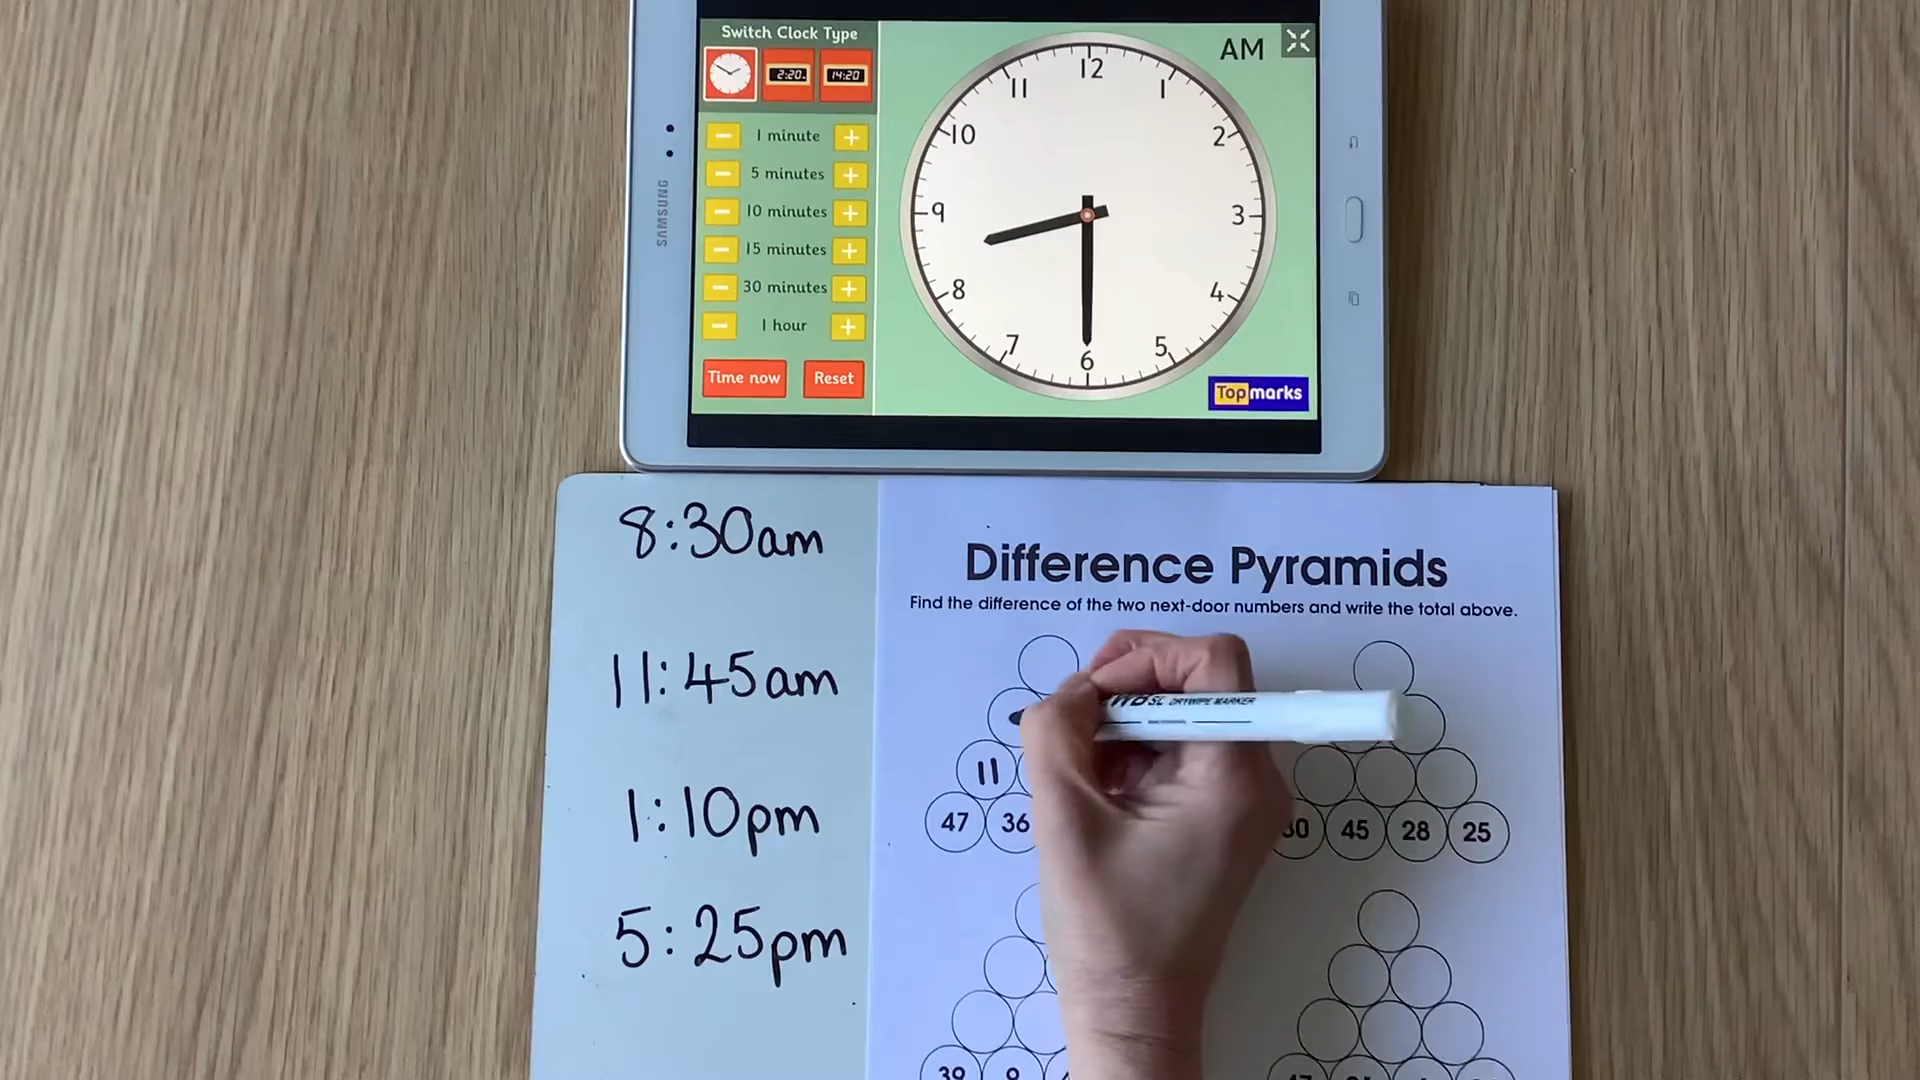 Switch Clock Type
2:20
14:20
1 minute
5 minutes
10 minutes
15 minutes
30 minutes
1 hour
Time now
Reset
AM
12
1
2
3
4
5
6
7
8
9
10
11
Topmarks
SAMSUNG
8:30am
11:45am
1:10pm
5:25pm
Difference Pyramids
Find the difference of the two next-door numbers and write the total above.
SL DRYWIPE MARKER
11
47 36
45 28 25
39 9